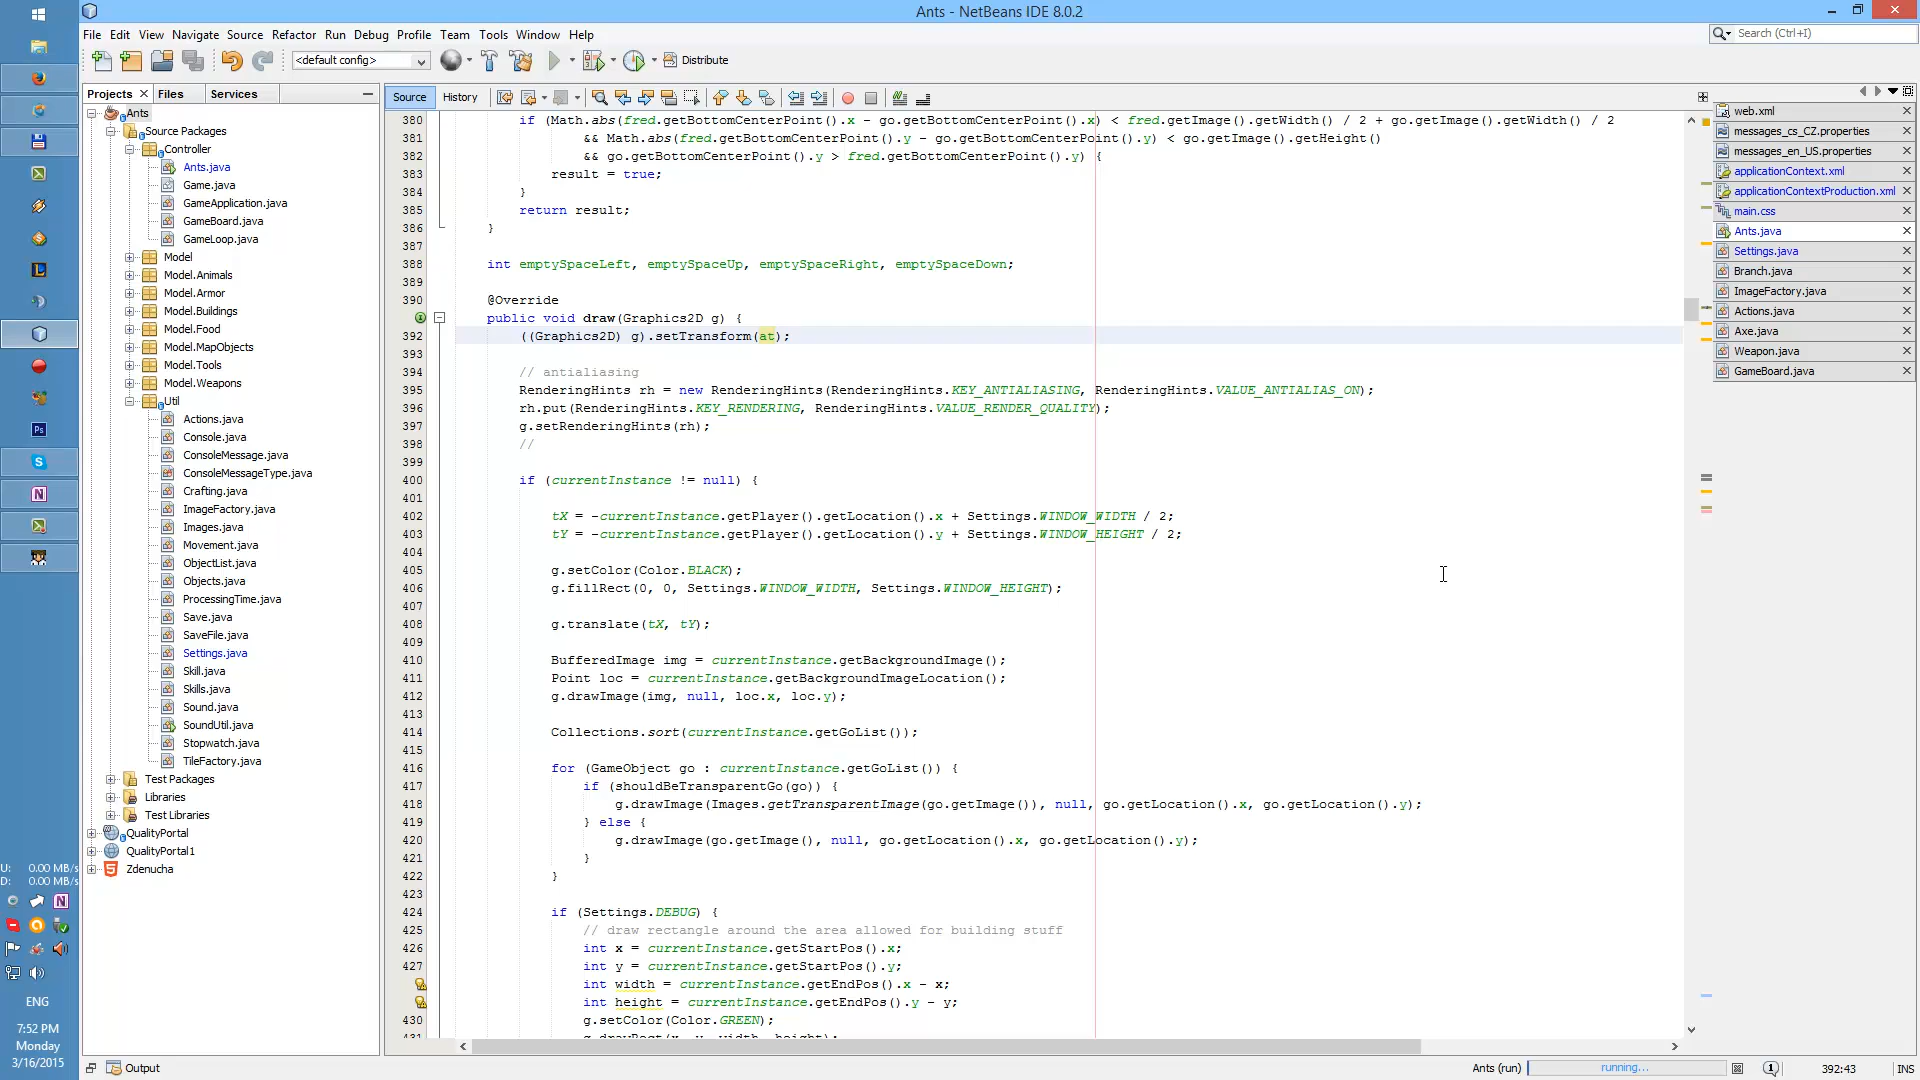 Ants - NetBeans IDE 8.0.2
File Edit View Navigate Source Refactor Run Debug Profile Team Tools Window Help
Search (Ctrl+I)
<default config>
Distribute
Projects
Files
Services
Source
History
Ants
Source Packages
Controller
Ants.java
Game.java
GameApplication.java
GameBoard.java
GameLoop.java
Model
Model.Animals
Model.Armor
Model.Buildings
Model.Food
Model.MapObjects
Model.Tools
Model.Weapons
Util
Actions.java
Console.java
ConsoleMessage.java
ConsoleMessageType.java
Crafting.java
ImageFactory.java
Images.java
Movement.java
ObjectList.java
Objects.java
ProcessingTime.java
Save.java
SaveFile.java
Settings.java
Skill.java
Skills.java
Sound.java
SoundUtil.java
Stopwatch.java
TileFactory.java
Test Packages
Libraries
Test Libraries
QualityPortal
QualityPortal1
Zdenucha
380 if (Math.abs(fred.getBottomCenterPoint().x - go.getBottomCenterPoint().x) < fred.getImage().getWidth() / 2 + go.getImage().getWidth() / 2
381 && Math.abs(fred.getBottomCenterPoint().y - go.getBottomCenterPoint().y) < go.getImage().getHeight()
382 && go.getBottomCenterPoint().y > fred.getBottomCenterPoint().y) {
383 result = true;
384 }
385 return result;
386 }
387
388 int emptySpaceLeft, emptySpaceUp, emptySpaceRight, emptySpaceDown;
389
390 @Override
public void draw(Graphics2D g) {
392 ((Graphics2D) g).setTransform(at);
393
394 // antialiasing
395 RenderingHints rh = new RenderingHints(RenderingHints.KEY_ANTIALIASING, RenderingHints.VALUE_ANTIALIAS_ON);
396 rh.put(RenderingHints.KEY_RENDERING, RenderingHints.VALUE_RENDER_QUALITY);
397 g.setRenderingHints(rh);
398 //
399
400 if (currentInstance != null) {
401
402 tX = -currentInstance.getPlayer().getLocation().x + Settings.WINDOW_WIDTH / 2;
403 tY = -currentInstance.getPlayer().getLocation().y + Settings.WINDOW_HEIGHT / 2;
404
405 g.setColor(Color.BLACK);
406 g.fillRect(0, 0, Settings.WINDOW_WIDTH, Settings.WINDOW_HEIGHT);
407
408 g.translate(tX, tY);
409
410 BufferedImage img = currentInstance.getBackgroundImage();
411 Point loc = currentInstance.getBackgroundImageLocation();
412 g.drawImage(img, null, loc.x, loc.y);
413
414 Collections.sort(currentInstance.getGoList());
415
416 for (GameObject go : currentInstance.getGoList()) {
417 if (shouldBeTransparentGo(go)) {
418 g.drawImage(Images.getTransparentImage(go.getImage()), null, go.getLocation().x, go.getLocation().y);
419 } else {
420 g.drawImage(go.getImage(), null, go.getLocation().x, go.getLocation().y);
421 }
422 }
423
424 if (Settings.DEBUG) {
425 // draw rectangle around the area allowed for building stuff
426 int x = currentInstance.getStartPos().x;
427 int y = currentInstance.getStartPos().y;
int width = currentInstance.getEndPos().x - x;
int height = currentInstance.getEndPos().y - y;
430 g.setColor(Color.GREEN);
431 g.drawRect(x, y, width, height);
web.xml
messages_cs_CZ.properties
messages_en_US.properties
applicationContext.xml
applicationContextProduction.xml
main.css
Ants.java
Settings.java
Branch.java
ImageFactory.java
Actions.java
Axe.java
Weapon.java
GameBoard.java
Ps
U: 0.00 MB/s
D: 0.00 MB/s
ENG
7:52 PM
Monday
3/16/2015
Output
Ants (run)
running...
1
392:43
INS